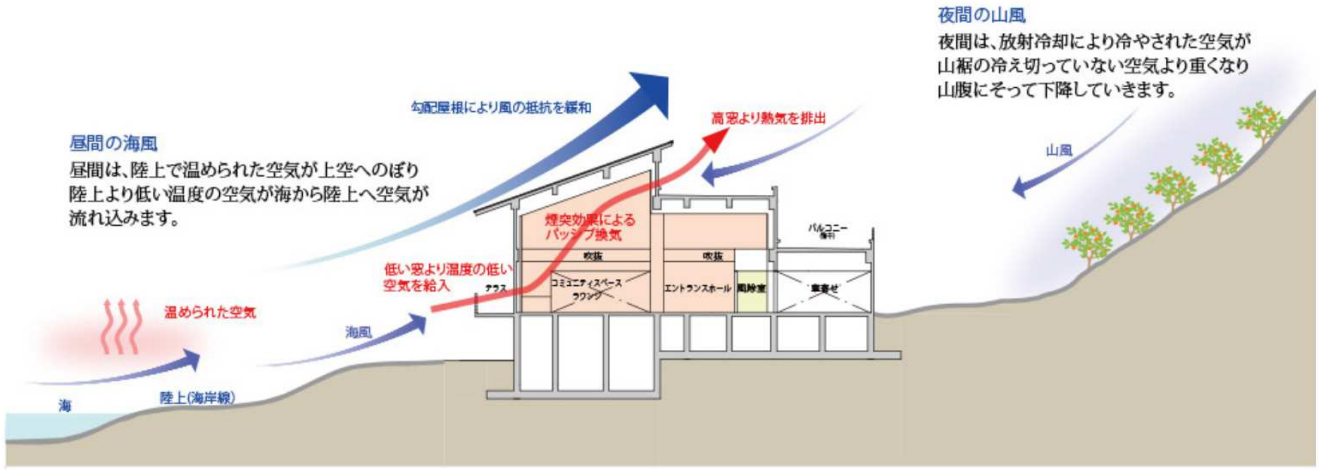 夜間の山風
夜間は、放射冷却により冷やされた空気が
山裾の冷え切っていない空気より重くなり
山腹にそって下降していきます。
勾配屋根により風の抵抗を緩和
高窓より熱気を排出
昼間の海風
昼間は、陸上で温められた空気が上空へのぼり
陸上より低い温度の空気が海から陸上へ空気が
流れ込みます。
山風
煙突効果による
パッシブ換気
バルコニー
吹抜
吹抜
低い窓より温度の低い
空気を給入
テラス
コミュニティスペース
ラウンジ
エントランスホール
風除室
車寄せ
温められた空気
海風
海
陸上(海岸線)